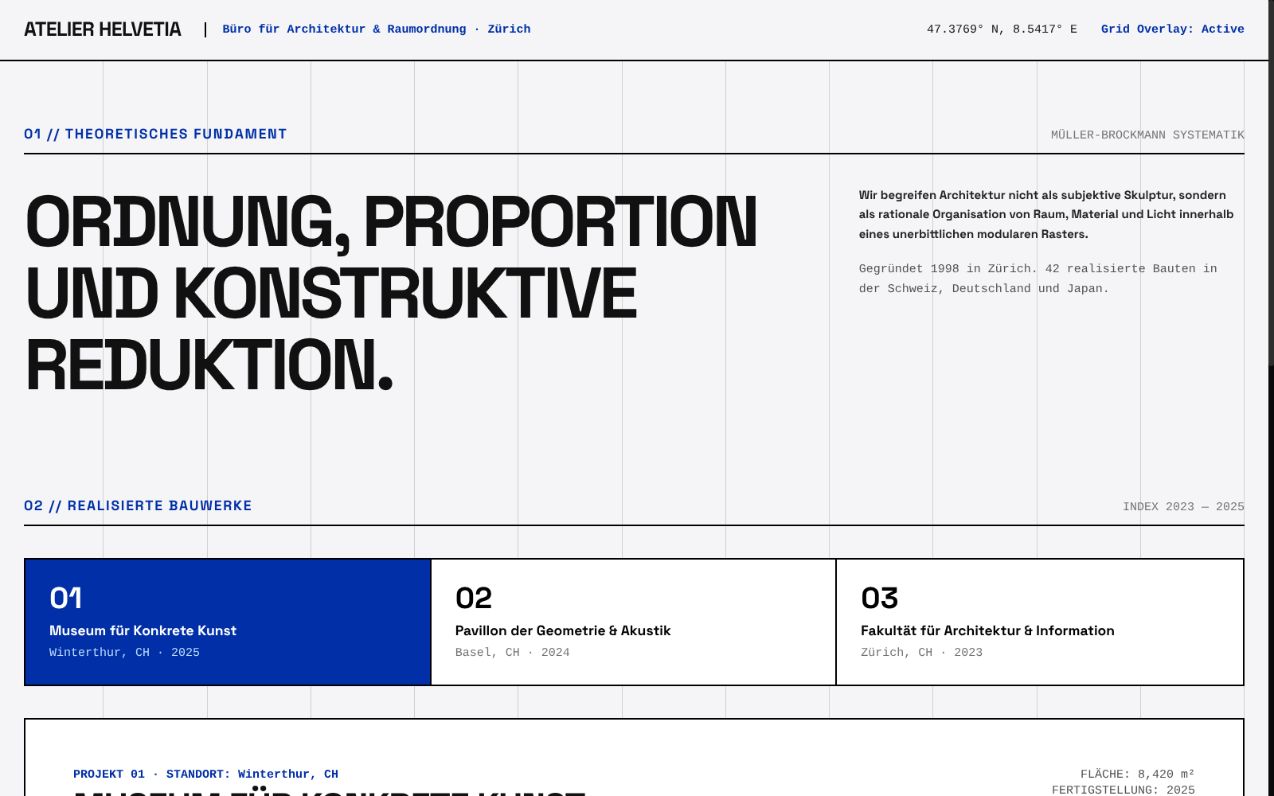 ATELIER HELVETIA | Büro für Architektur & Raumordnung · Zürich
47.3769° N, 8.5417° E Grid Overlay: Active
01 // THEORETISCHES FUNDAMENT
MÜLLER-BROCKMANN SYSTEMATIK
ORDNUNG, PROPORTION
UND KONSTRUKTIVE
REDUKTION.
Wir begreifen Architektur nicht als subjektive Skulptur, sondern
als rationale Organisation von Raum, Material und Licht innerhalb
eines unerbittlichen modularen Rasters.
Gegründet 1998 in Zürich. 42 realisierte Bauten in
der Schweiz, Deutschland und Japan.
02 // REALISIERTE BAUWERKE
INDEX 2023 — 2025
01
Museum für Konkrete Kunst
Winterthur, CH · 2025
02
Pavillon der Geometrie & Akustik
Basel, CH · 2024
03
Fakultät für Architektur & Information
Zürich, CH · 2023
PROJEKT 01 · STANDORT: Winterthur, CH
MUSEUM FÜR KONKRETE KUNST
FLÄCHE: 8,420 m²
FERTIGSTELLUNG: 2025